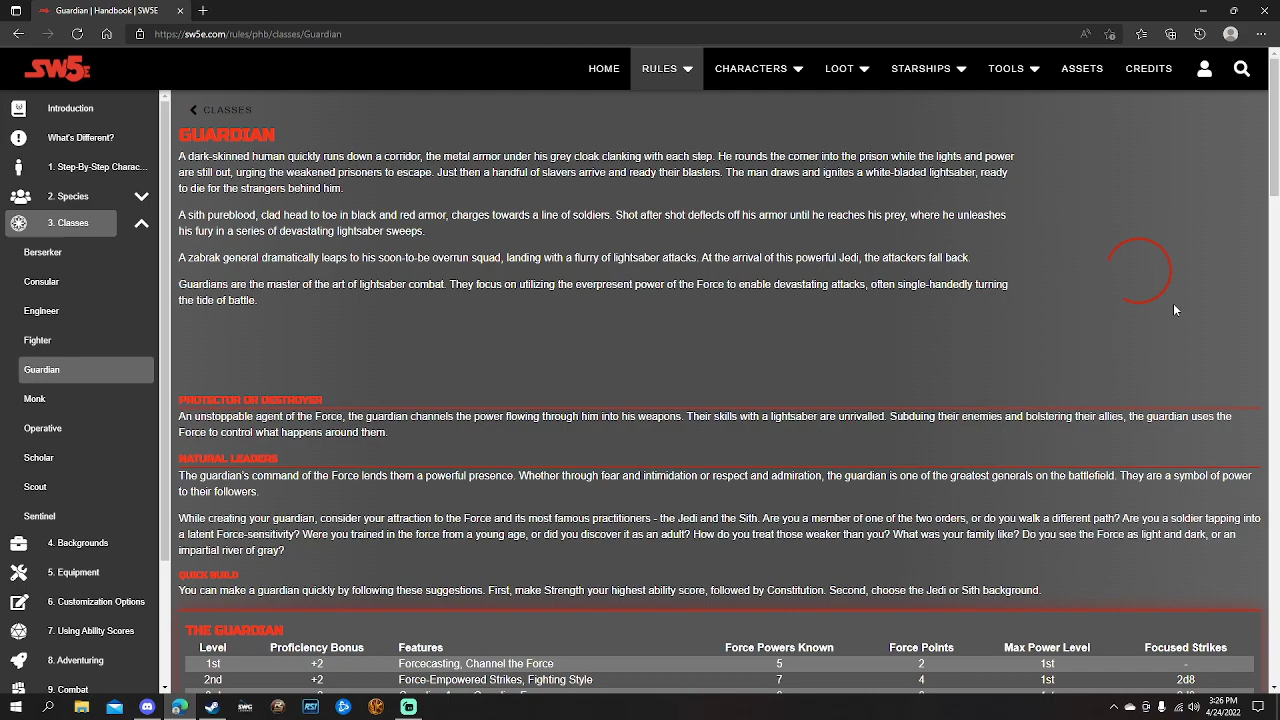 Guardian | Handbook | SW5E
https://sw5e.com/rules/phb/classes/Guardian
SW5E
HOME
RULES
CHARACTERS
LOOT
STARSHIPS
TOOLS
ASSETS
CREDITS
Introduction
What's Different?
1. Step-By-Step Charac...
2. Species
3. Classes
Berserker
Consular
Engineer
Fighter
Guardian
Monk
Operative
Scholar
Scout
Sentinel
4. Backgrounds
5. Equipment
6. Customization Options
7. Using Ability Scores
8. Adventuring
9. Combat
CLASSES
GUARDIAN
A dark-skinned human quickly runs down a corridor, the metal armor under his grey cloak clanking with each step. He rounds the corner into the prison while the lights and power
are still out, urging the weakened prisoners to escape. Just then a handful of slavers arrive and ready their blasters. The man draws and ignites a white-bladed lightsaber, ready
to die for the strangers behind him.
A sith pureblood, clad head to toe in black and red armor, charges towards a line of soldiers. Shot after shot deflects off his armor until he reaches his prey, where he unleashes
his fury in a series of devastating lightsaber sweeps.
A zabrak general dramatically leaps to his soon-to-be overrun squad, landing with a flurry of lightsaber attacks. At the arrival of this powerful Jedi, the attackers fall back.
Guardians are the master of the art of lightsaber combat. They focus on utilizing the everpresent power of the Force to enable devastating attacks, often single-handedly turning
the tide of battle.
PROTECTOR OR DESTROYER
An unstoppable agent of the Force, the guardian channels the power flowing through him into his weapons. Their skills with a lightsaber are unrivalled. Subduing their enemies and bolstering their allies, the guardian uses the
Force to control what happens around them.
NATURAL LEADERS
The guardian's command of the Force lends them a powerful presence. Whether through fear and intimidation or respect and admiration, the guardian is one of the greatest generals on the battlefield. They are a symbol of power
to their followers.
While creating your guardian, consider your attraction to the Force and its most famous practitioners - the Jedi and the Sith. Are you a member of one of the two orders, or do you walk a different path? Are you a soldier tapping into
a latent Force-sensitivity? Were you trained in the force from a young age, or did you discover it as an adult? How do you treat those weaker than you? What was your family like? Do you see the Force as light and dark, or an
impartial river of gray?
QUICK BUILD
You can make a guardian quickly by following these suggestions. First, make Strength your highest ability score, followed by Constitution. Second, choose the Jedi or Sith background.
THE GUARDIAN
Level Proficiency Bonus Features Force Powers Known Force Points Max Power Level Focused Strikes
1st +2 Forcecasting, Channel the Force 5 2 1st -
2nd +2 Force-Empowered Strikes, Fighting Style 7 4 1st 2d8
3:26 PM
4/24/2022